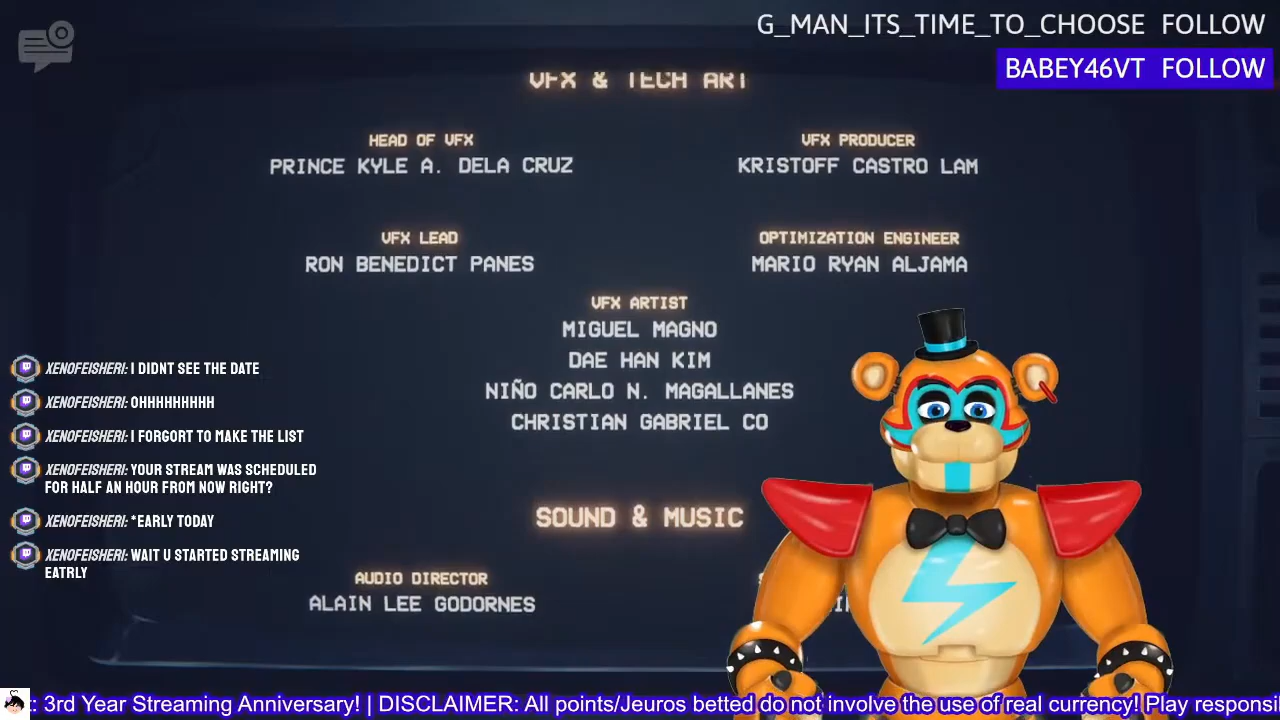 G_MAN_ITS_TIME_TO_CHOOSE FOLLOW
BABEY46VT FOLLOW
VFX & TECH ART
HEAD OF VFX
PRINCE KYLE A. DELA CRUZ
VFX PRODUCER
KRISTOFF CASTRO LAM
VFX LEAD
RON BENEDICT PANES
OPTIMIZATION ENGINEER
MARIO RYAN ALJAMA
VFX ARTIST
MIGUEL MAGNO
DAE HAN KIM
NIÑO CARLO N. MAGALLANES
CHRISTIAN GABRIEL CO
SOUND & MUSIC
AUDIO DIRECTOR
ALAIN LEE GODORNES
XENOFEISHERI: I DIDNT SEE THE DATE
XENOFEISHERI: OHHHHHHHHH
XENOFEISHERI: I FORGORT TO MAKE THE LIST
XENOFEISHERI: YOUR STREAM WAS SCHEDULED
FOR HALF AN HOUR FROM NOW RIGHT?
XENOFEISHERI: *EARLY TODAY
XENOFEISHERI: WAIT U STARTED STREAMING
EATRLY
: 3rd Year Streaming Anniversary! | DISCLAIMER: All points/Jeuros betted do not involve the use of real currency! Play responsi